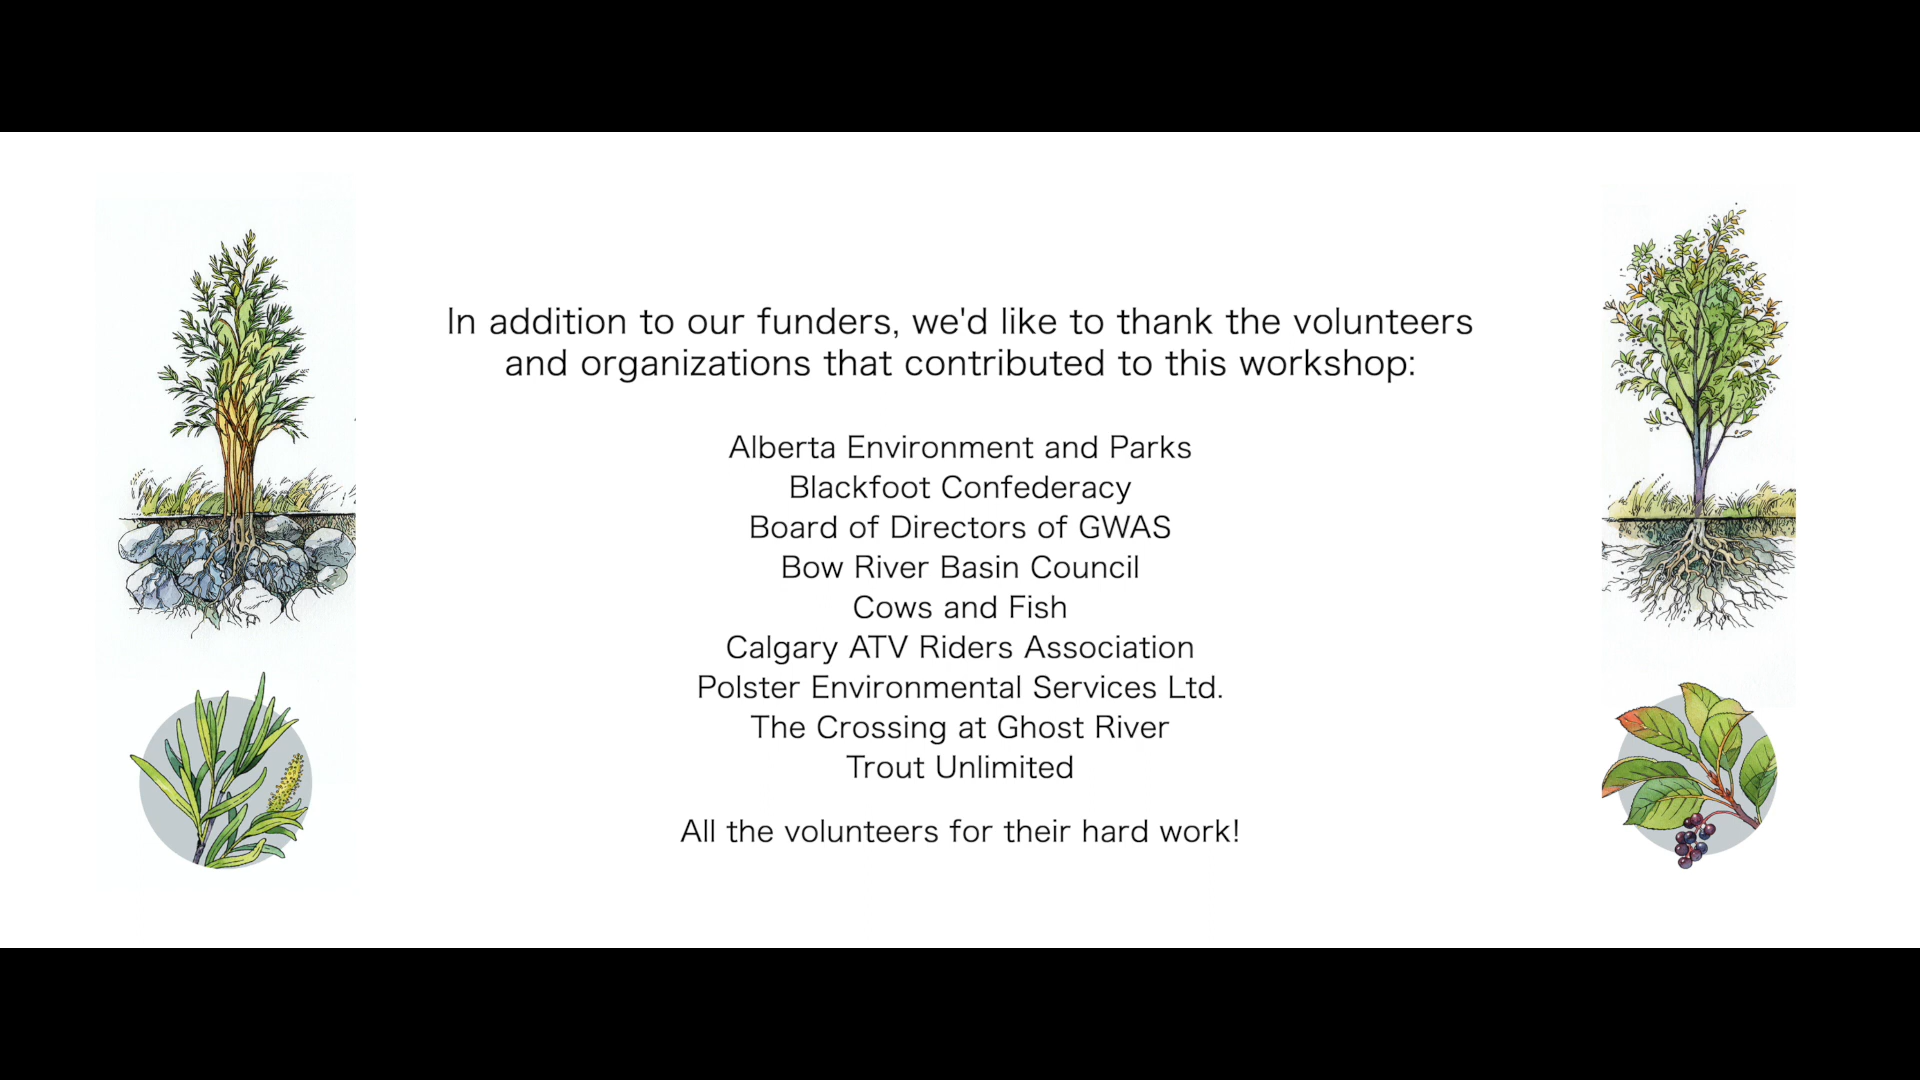 In addition to our funders, we'd like to thank the volunteers
and organizations that contributed to this workshop:
Alberta Environment and Parks
Blackfoot Confederacy
Board of Directors of GWAS
Bow River Basin Council
Cows and Fish
Calgary ATV Riders Association
Polster Environmental Services Ltd.
The Crossing at Ghost River
Trout Unlimited
All the volunteers for their hard work!